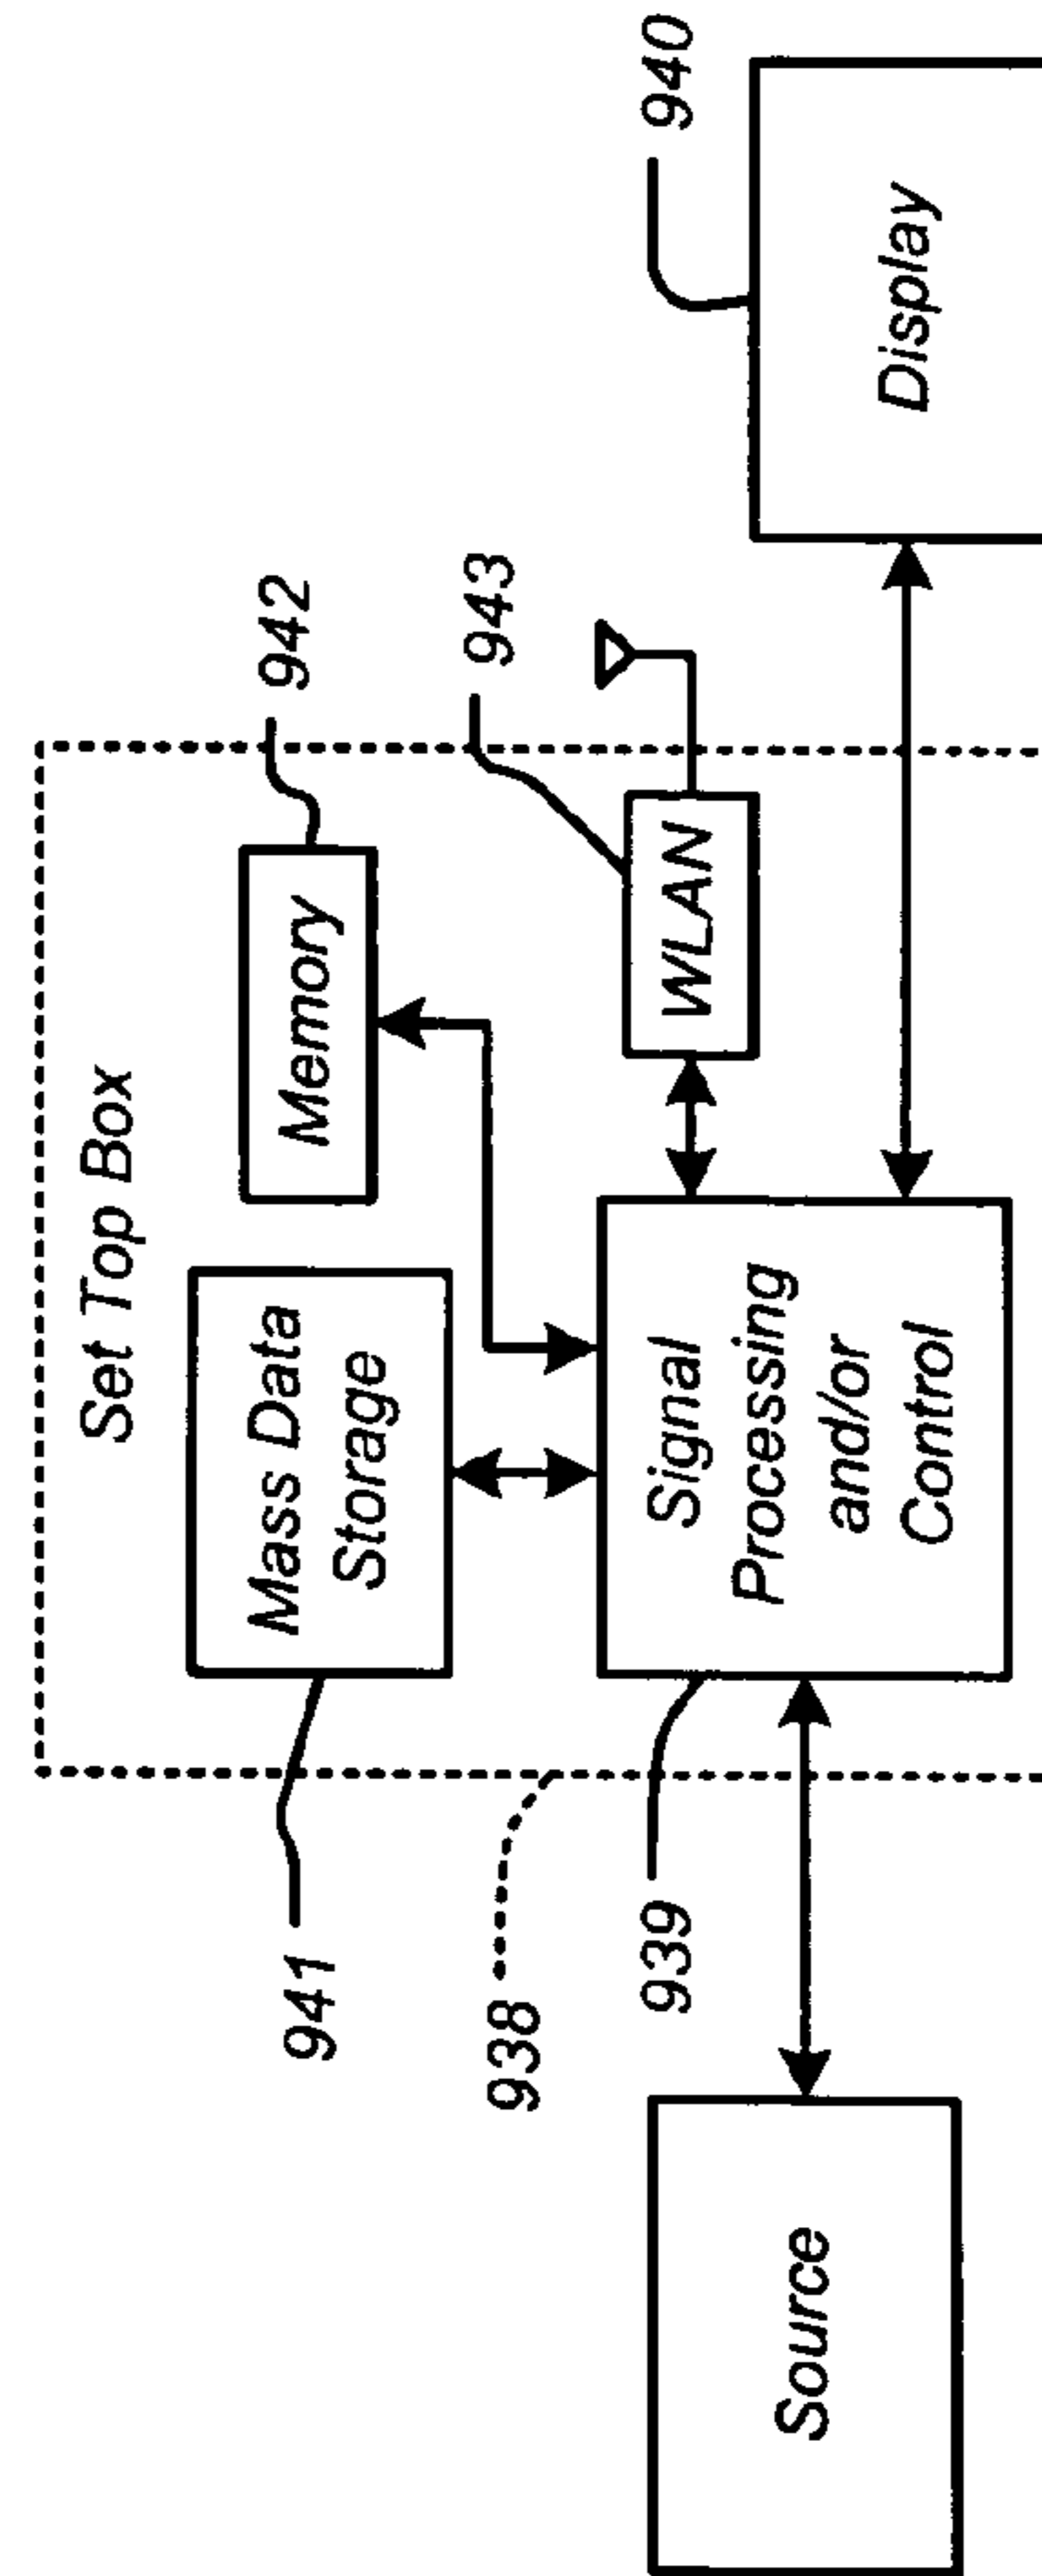 Set Top Box
941
Mass Data
Storage
Memory
942
938
943
WLAN
939
Signal
Processing
and/or
Control
940
Source
Display